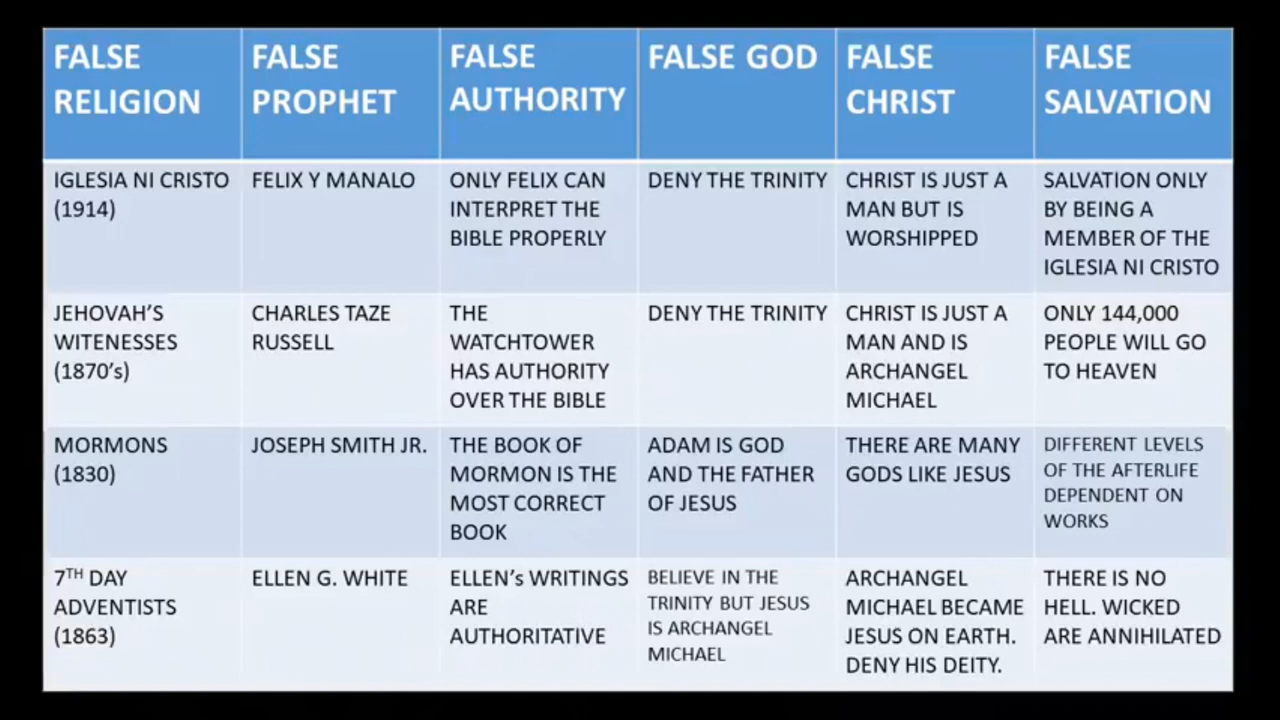 FALSE
RELIGION
FALSE
PROPHET
FALSE
AUTHORITY
FALSE GOD
FALSE
CHRIST
FALSE
SALVATION
IGLESIA NI CRISTO
(1914)
FELIX Y MANALO
ONLY FELIX CAN
INTERPRET THE
BIBLE PROPERLY
DENY THE TRINITY
CHRIST IS JUST A
MAN BUT IS
WORSHIPPED
SALVATION ONLY
BY BEING A
MEMBER OF THE
IGLESIA NI CRISTO
JEHOVAH’S
WITENESSES
(1870’s)
CHARLES TAZE
RUSSELL
THE
WATCHTOWER
HAS AUTHORITY
OVER THE BIBLE
DENY THE TRINITY
CHRIST IS JUST A
MAN AND IS
ARCHANGEL
MICHAEL
ONLY 144,000
PEOPLE WILL GO
TO HEAVEN
MORMONS
(1830)
JOSEPH SMITH JR.
THE BOOK OF
MORMON IS THE
MOST CORRECT
BOOK
ADAM IS GOD
AND THE FATHER
OF JESUS
THERE ARE MANY
GODS LIKE JESUS
DIFFERENT LEVELS
OF THE AFTERLIFE
DEPENDENT ON
WORKS
7TH DAY
ADVENTISTS
(1863)
ELLEN G. WHITE
ELLEN’s WRITINGS
ARE
AUTHORITATIVE
BELIEVE IN THE
TRINITY BUT JESUS
IS ARCHANGEL
MICHAEL
ARCHANGEL
MICHAEL BECAME
JESUS ON EARTH.
DENY HIS DEITY.
THERE IS NO
HELL. WICKED
ARE ANNIHILATED